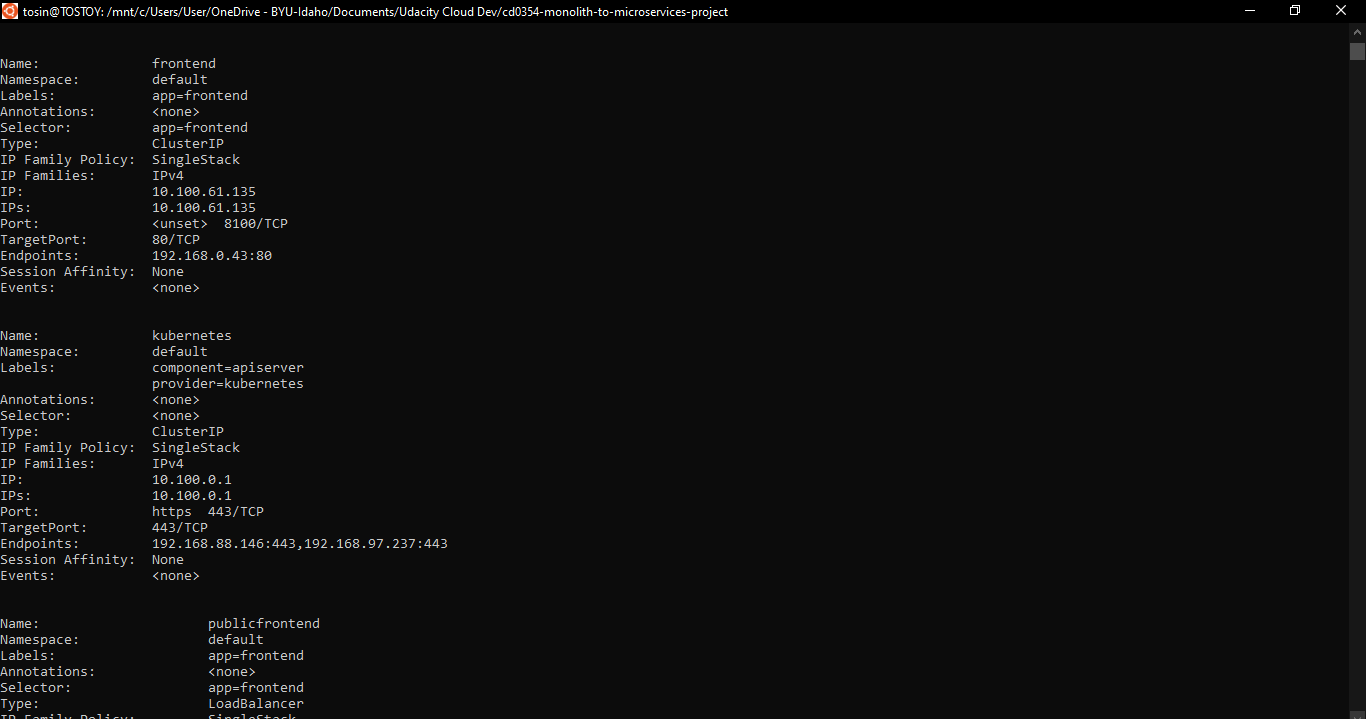 tosin@TOSTOY: /mnt/c/Users/User/OneDrive - BYU-Idaho/Documents/Udacity Cloud Dev/cd0354-monolith-to-microservices-project
Name: frontend
Namespace: default
Labels: app=frontend
Annotations: <none>
Selector: app=frontend
Type: ClusterIP
IP Family Policy: SingleStack
IP Families: IPv4
IP: 10.100.61.135
IPs: 10.100.61.135
Port: <unset> 8100/TCP
TargetPort: 80/TCP
Endpoints: 192.168.0.43:80
Session Affinity: None
Events: <none>
Name: kubernetes
Namespace: default
Labels: component=apiserver
provider=kubernetes
Annotations: <none>
Selector: <none>
Type: ClusterIP
IP Family Policy: SingleStack
IP Families: IPv4
IP: 10.100.0.1
IPs: 10.100.0.1
Port: https 443/TCP
TargetPort: 443/TCP
Endpoints: 192.168.88.146:443,192.168.97.237:443
Session Affinity: None
Events: <none>
Name: publicfrontend
Namespace: default
Labels: app=frontend
Annotations: <none>
Selector: app=frontend
Type: LoadBalancer
IP Family Policy: SingleStack